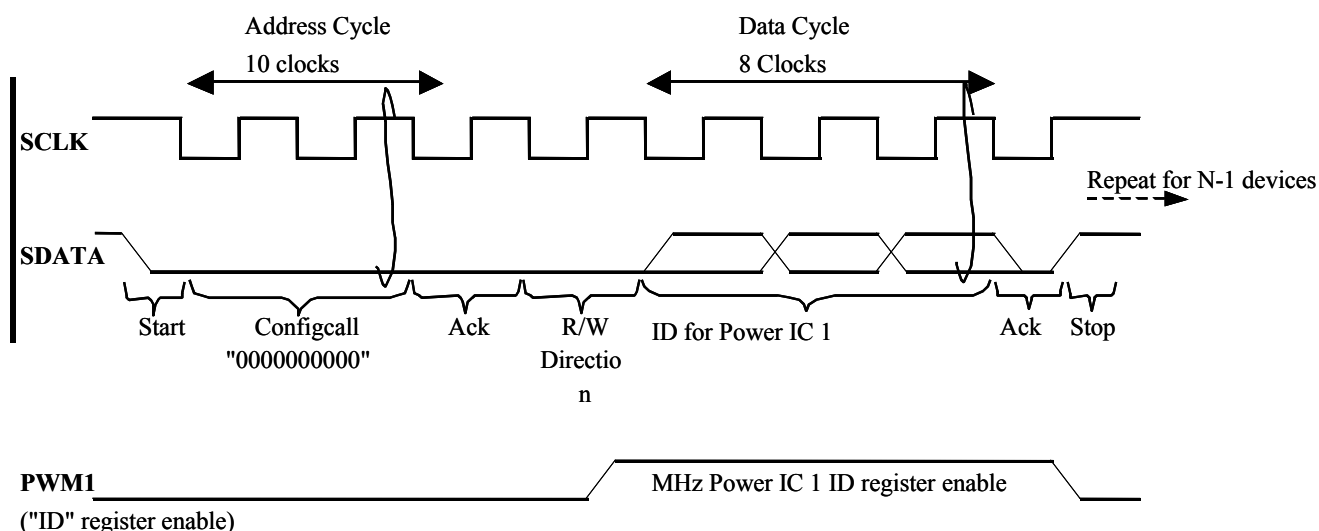 Address Cycle
10 clocks
Data Cycle
8 Clocks
SCLK
Repeat for N-1 devices
SDATA
Start
Configcall
"0000000000"
Ack
R/W
Directio
n
ID for Power IC 1
Ack
Stop
PWM1
("ID" register enable)
MHz Power IC 1 ID register enable